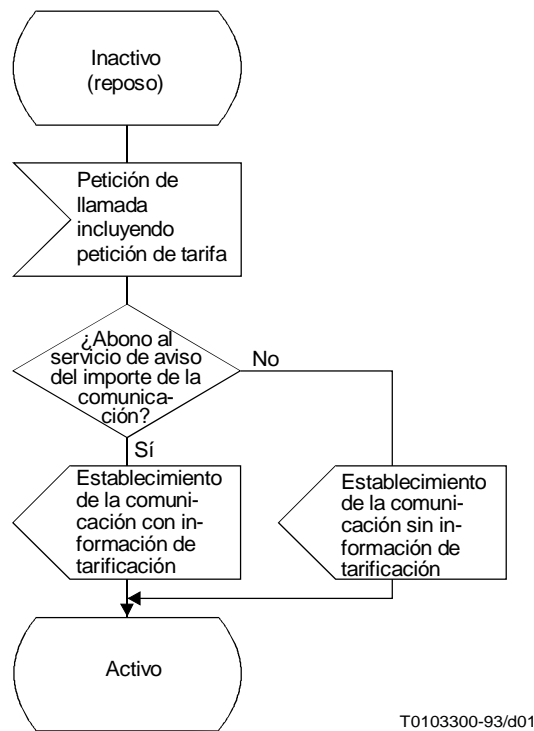 Inactivo
(reposo)
Petición de
llamada
incluyendo
petición de tarifa
¿Abono al
servicio de aviso
del importe de la
comunica-
ción?
No
Sí
Establecimiento
de la comuni-
cación con in-
formación de
tarificación
Establecimiento
de la comuni-
cación sin in-
formación de
tarificación
Activo
T0103300-93/d01